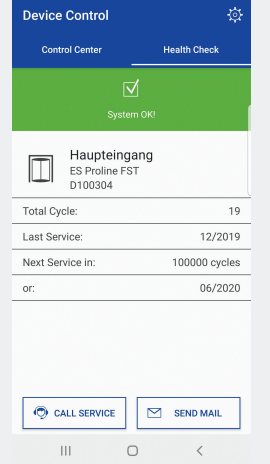 Device Control
Control Center Health Check
System OK!
Haupteingang
ES Proline FST
D100304
Total Cycle: 19
Last Service: 12/2019
Next Service in: 100000 cycles
or: 06/2020
CALL SERVICE SEND MAIL